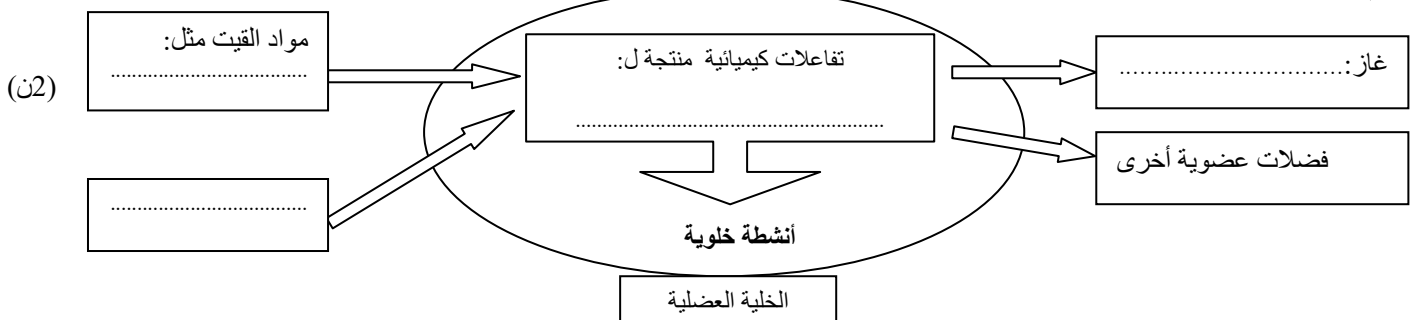 مواد القيت مثل:
..................................
تفاعلات كيميائية منتجة ل:
.....................................................
غاز:................................
(2ن)
فضلات عضوية أخرى
..................................
أنشطة خلوية
الخلية العضلية